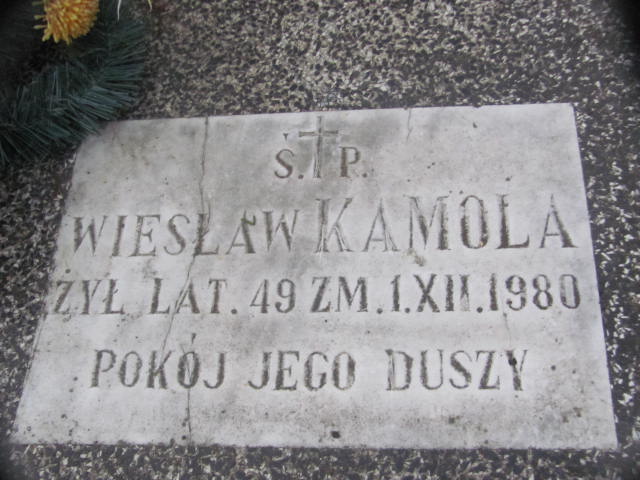 Ś. P.
WIESŁAW KAMOLA
ŻYŁ LAT. 49 ZM.1.XII.1980
POKÓJ JEGO DUSZY